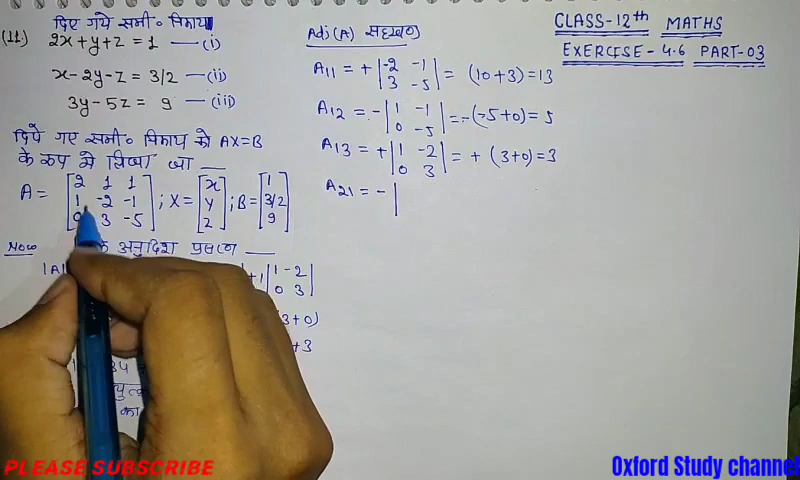 दिए गये समी० निकाय
(11.) 2x+y+z = 1 —(i)
x-2y-z = 3/2 —(ii)
3y-5z = 9 —(iii)
दिये गए समी० निकाय को AX=B
के रूप में लिखा जा —
A = [2 1 1; 1 -2 -1; 0 3 -5] ; X = [x; y; z] ; B = [1; 3/2; 9]
Now के अनुदिश प्रसरण —
|A| +1 |1 -2; 0 3|
3+0)
+3
34
का
Adj(A) सहखण्ड
A11 = + |-2 -1; 3 -5| = (10+3) = 13
A12 = - |1 -1; 0 -5| = -(-5+0) = 5
A13 = + |1 -2; 0 3| = + (3+0) = 3
A21 = - |
CLASS-12th MATHS
EXERCISE-4.6 PART-03
PLEASE SUBSCRIBE
Oxford Study channel